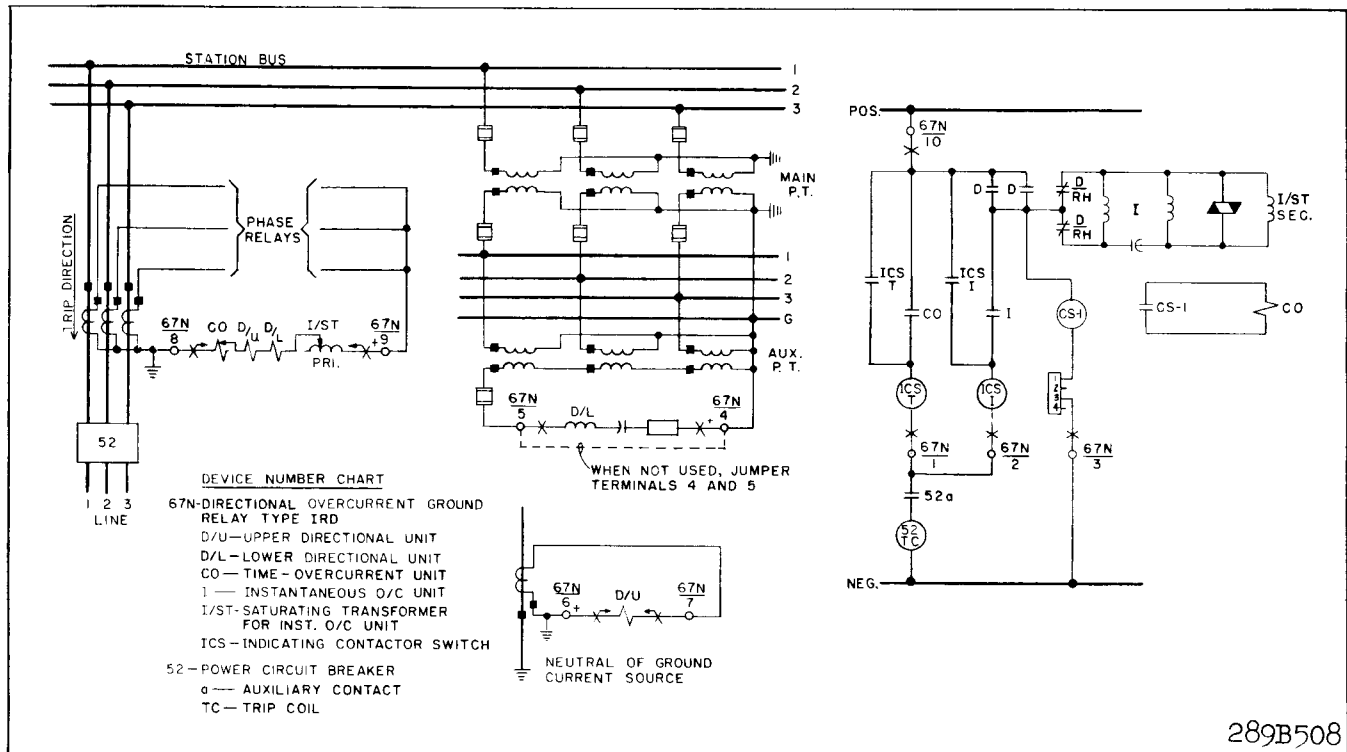 STATION BUS
1
2
3
POS.
67N
10
MAIN
P.T.
D
D
D
RH
D
RH
I
I/ST
SEC.
TRIP DIRECTION
PHASE
RELAYS
1
2
3
G
ICS
T
CO
ICS
I
I
CS-1
CS-1
CO
67N
8
CO
D/U
D/L
I/ST
PRI.
67N
+9
AUX.
P.T.
ICS
T
ICS
I
1
2
3
4
67N
5
D/L
67N
+ 4
52
67N
1
67N
2
67N
3
WHEN NOT USED, JUMPER
TERMINALS 4 AND 5
1 2 3
LINE
52a
52
TC
NEG.
DEVICE NUMBER CHART
67N-DIRECTIONAL OVERCURRENT GROUND
RELAY TYPE IRD
D/U—UPPER DIRECTIONAL UNIT
D/L—LOWER DIRECTIONAL UNIT
CO— TIME-OVERCURRENT UNIT
I — INSTANTANEOUS O/C UNIT
I/ST-SATURATING TRANSFORMER
FOR INST. O/C UNIT
ICS—INDICATING CONTACTOR SWITCH
52—POWER CIRCUIT BREAKER
a— AUXILIARY CONTACT
TC— TRIP COIL
67N
6 +
D/U
67N
7
NEUTRAL OF GROUND
CURRENT SOURCE
289B508